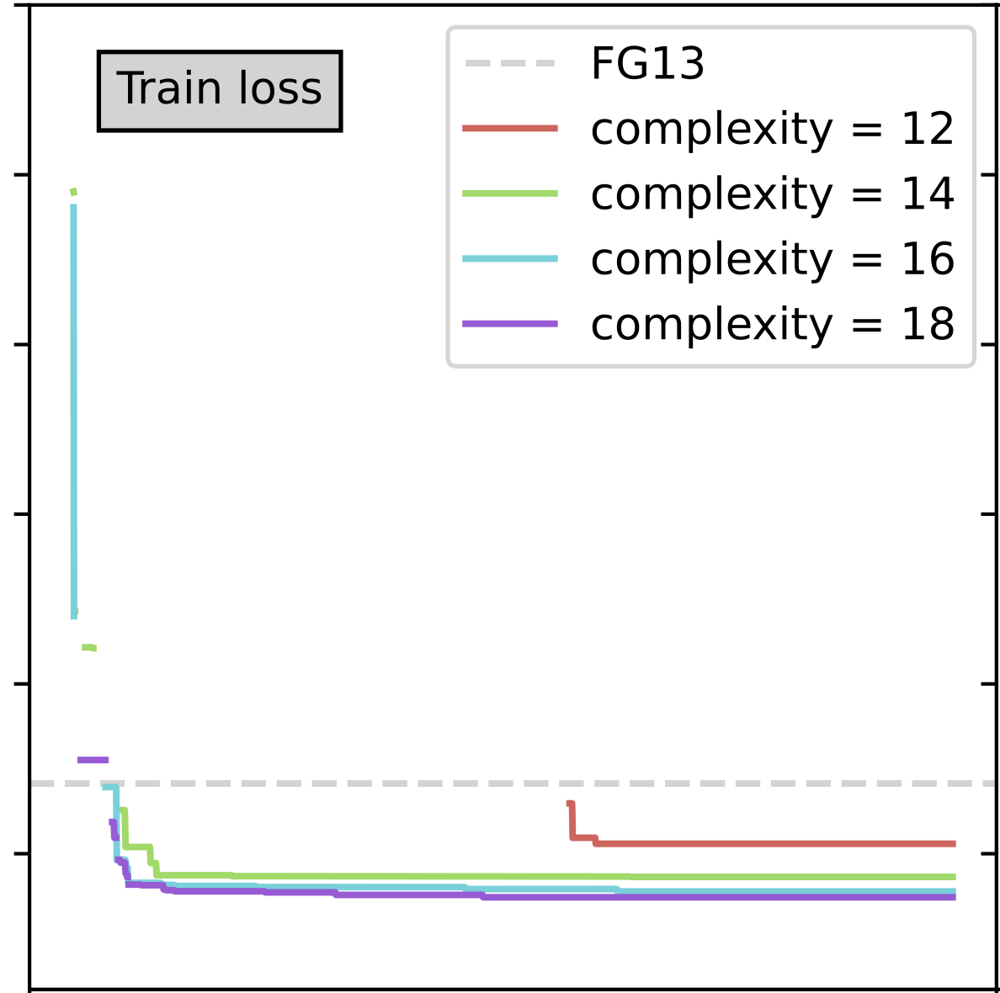 Train loss
FG13
complexity = 12
complexity = 14
complexity = 16
complexity = 18